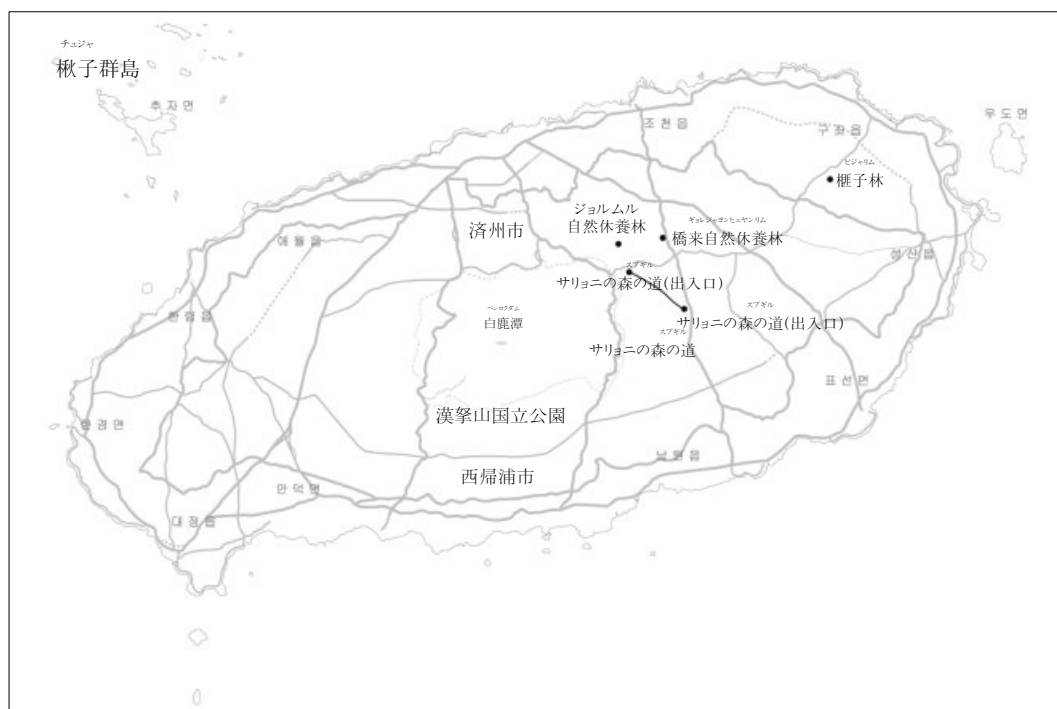 チュジャ
楸子群島
추자면
조천읍
구좌읍
우도면
ビジャリム
榧子林
ジョルムル
自然休養林
ギョレジャヨンヒュヤンリム
橋来自然休養林
済州市
애월읍
성산읍
スプギル
サリョニの森の道(出入口)
한림읍
ペンロクダム
白鹿潭
スプギル
サリョニの森の道(出入口)
スプギル
サリョニの森の道
표선면
漢拏山国立公園
한경면
남원읍
西帰浦市
안덕면
대정읍